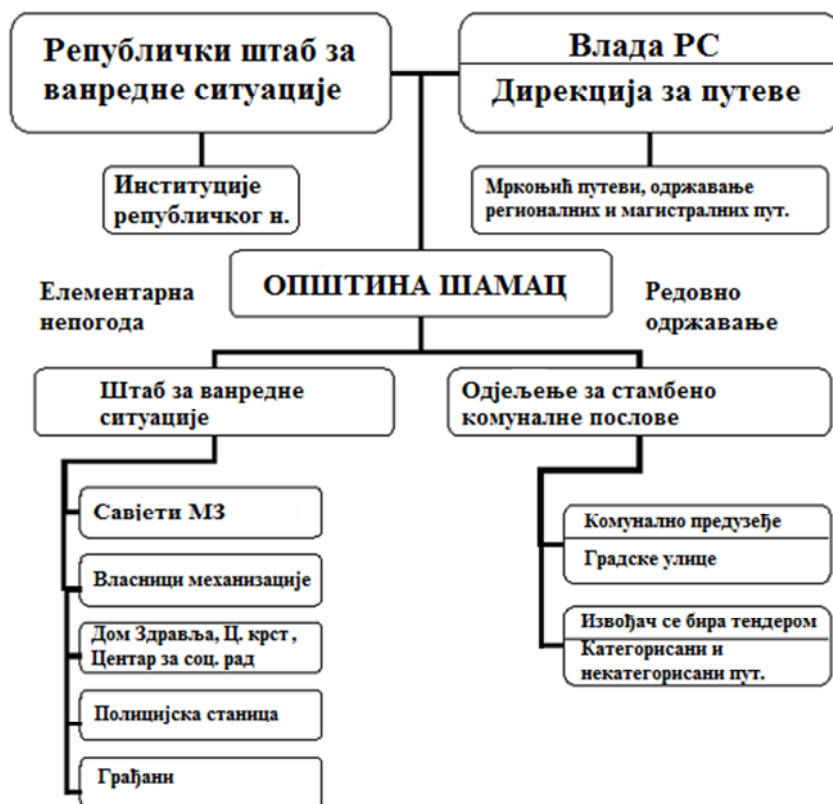 Републички штаб за
ванредне ситуације
Влада РС
Дирекција за путеве
Институције
републичког н.
Мркоњић путеви, одржавање
регионалних и магистралних пут.
ОПШТИНА ШАМАЦ
Елементарна
непогода
Редовно
одржавање
Штаб за ванредне
ситуације
Одјељење за стамбено
комуналне послове
Савјети МЗ
Власници механизације
Дом Здравља, Ц. крст ,
Центар за соц. рад
Полицијска станица
Грађани
Комунално предузеђе
Градске улице
Извођач се бира тендером
Категорисани и
некатегорисани пут.